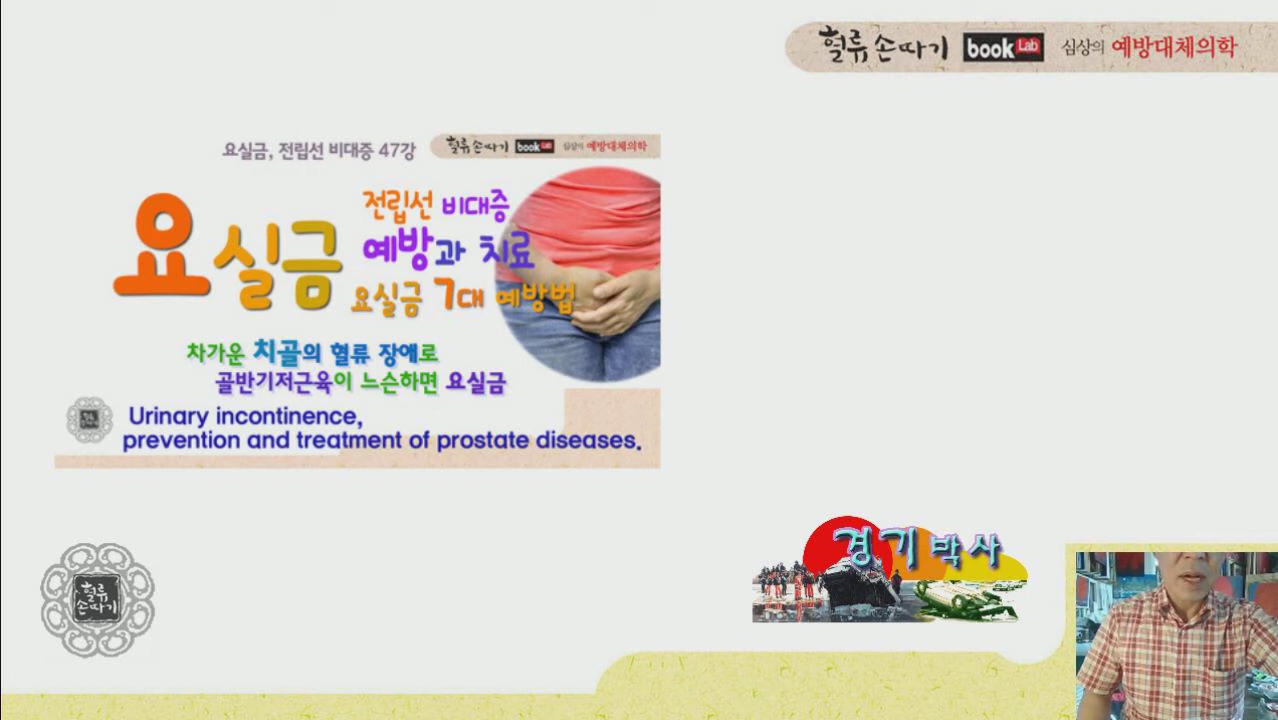 혈류 손따기 book Lab 심상의 예방대체의학
요실금, 전립선 비대증 47강 혈류 손따기 book Lab 심상의 예방대체의학
요실금
전립선 비대증
예방과 치료
요실금 7대 예방법
차가운 치골의 혈류 장애로
골반기저근육이 느슨하면 요실금
Urinary incontinence,
prevention and treatment of prostate diseases.
경기박사
혈류
손따기